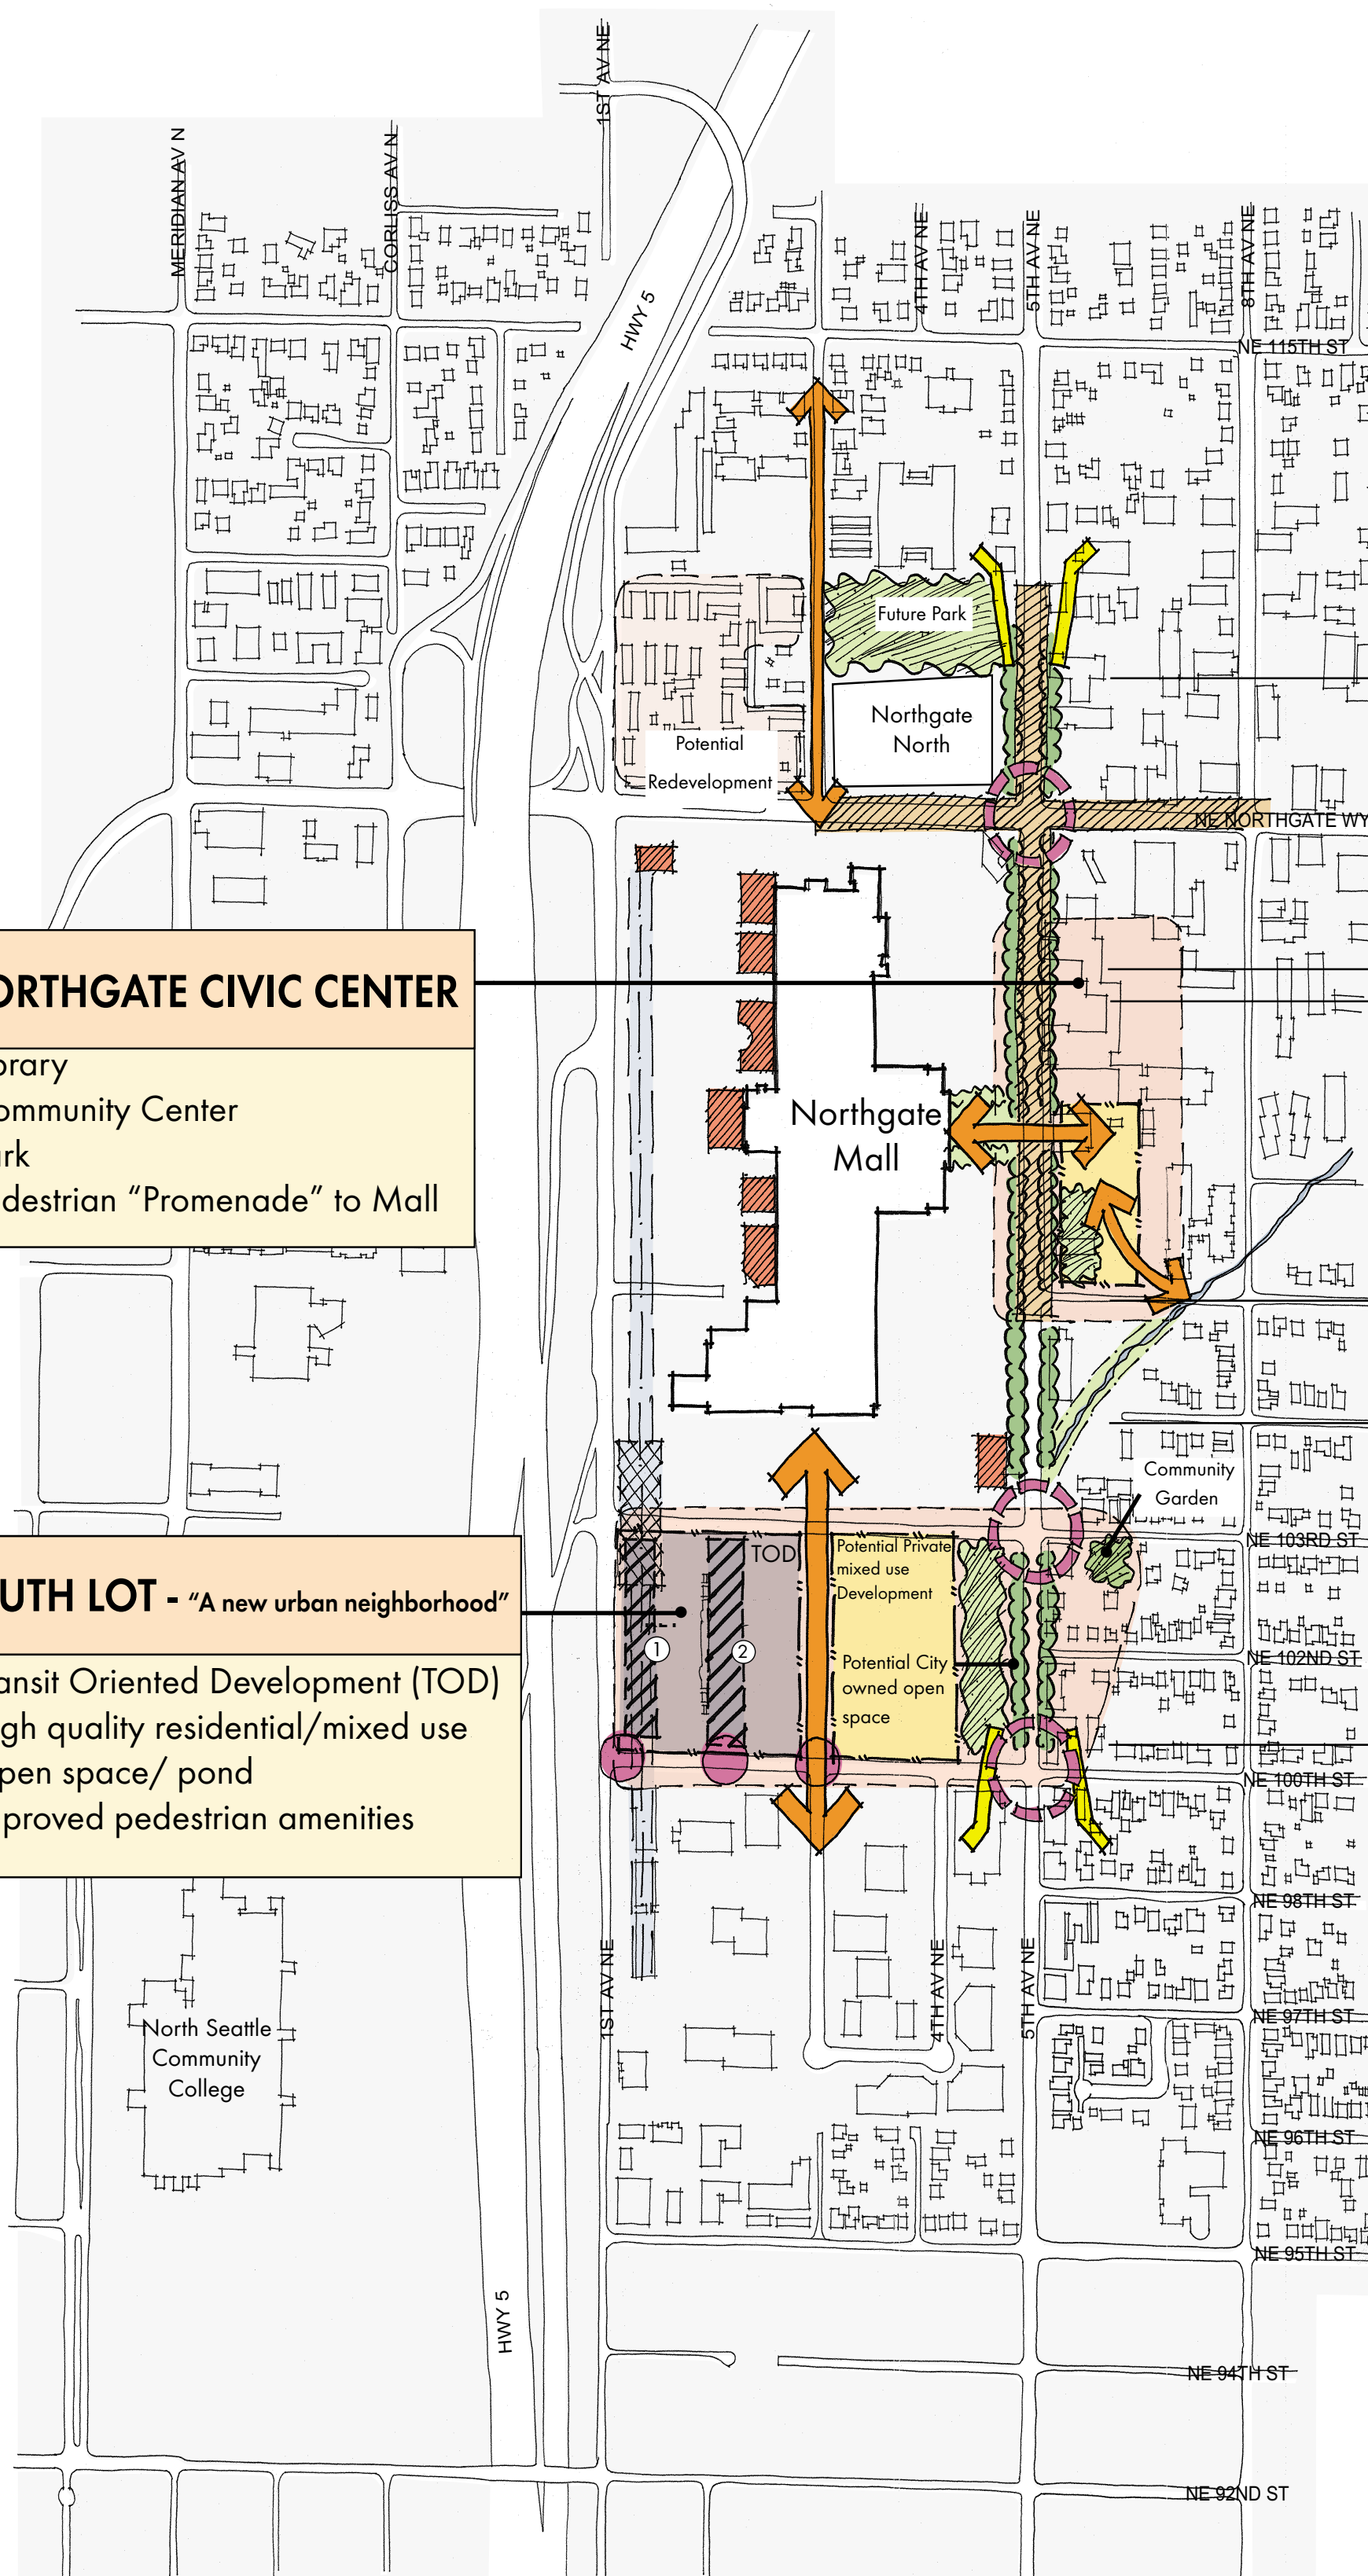 1ST AV NE
MERIDIAN AV N
CORLISS AV N
4TH AV NE
5TH AV NE
8TH AV NE
HWY 5
NE 115TH ST
Future Park
Northgate
North
Potential
Redevelopment
NE NORTHGATE WY
ORTHGATE CIVIC CENTER
brary
ommunity Center
ark
destrian “Promenade” to Mall
Northgate
Mall
Community
Garden
NE 103RD ST
UTH LOT - “A new urban neighborhood”
ansit Oriented Development (TOD)
gh quality residential/mixed use
pen space/ pond
proved pedestrian amenities
TOD
Potential Private
mixed use
Development
1
2
Potential City
owned open
space
NE 102ND ST
NE 100TH ST
NE 98TH ST
1ST AV NE
4TH AV NE
5TH AV NE
NE 97TH ST
North Seattle
Community
College
NE 96TH ST
NE 95TH ST
HWY 5
NE 94TH ST
NE 92ND ST